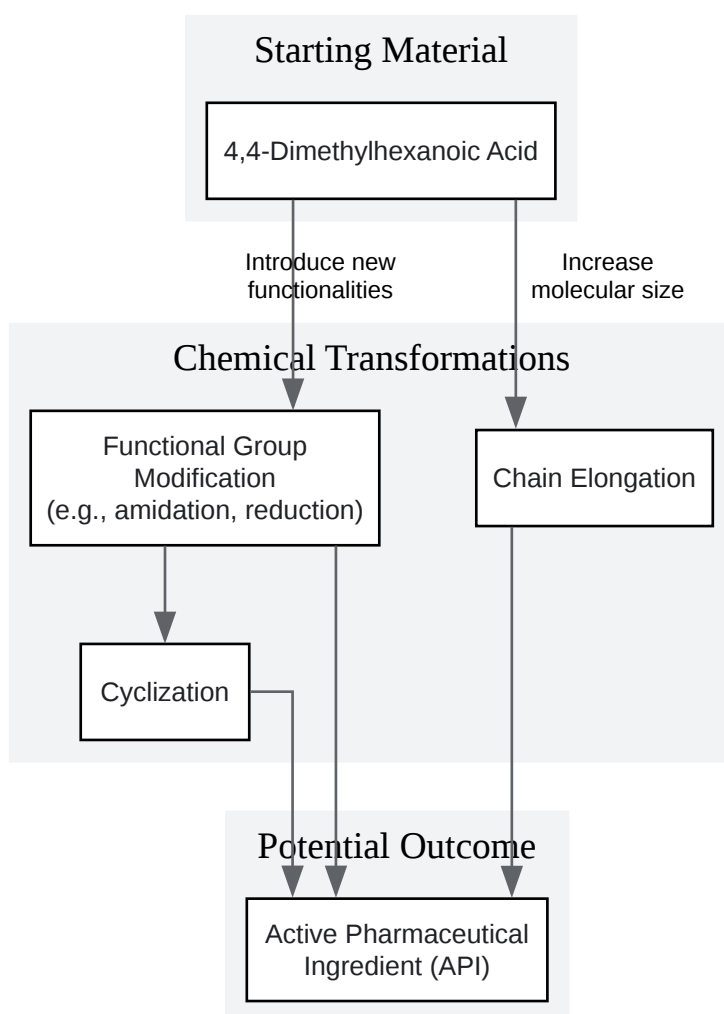 Starting Material
4,4-Dimethylhexanoic Acid
Introduce new
functionalities
Increase
molecular size
Chemical Transformations
Functional Group
Modification
(e.g., amidation, reduction)
Chain Elongation
Cyclization
Potential Outcome
Active Pharmaceutical
Ingredient (API)